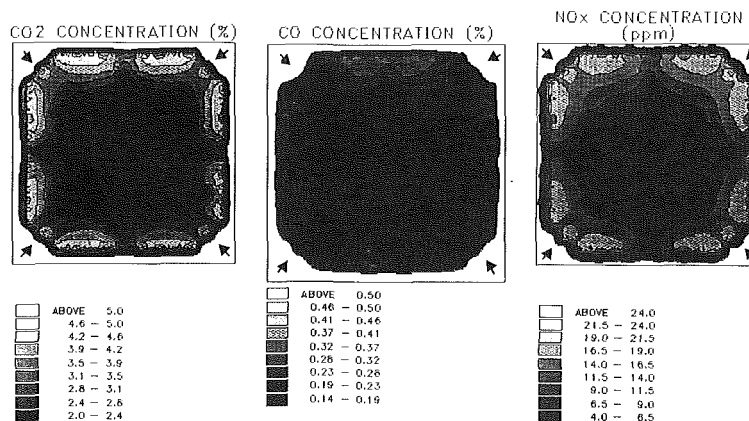 CO2 CONCENTRATION (%)
CO CONCENTRATION (%)
NOx CONCENTRATION
(ppm)
ABOVE 5.0
4.6 - 5.0
4.2 - 4.6
3.9 - 4.2
3.5 - 3.9
3.1 - 3.5
2.8 - 3.1
2.4 - 2.8
2.0 - 2.4
ABOVE 0.50
0.46 - 0.50
0.41 - 0.46
0.37 - 0.41
0.32 - 0.37
0.28 - 0.32
0.23 - 0.28
0.19 - 0.23
0.14 - 0.19
ABOVE 24.0
21.5 - 24.0
19.0 - 21.5
16.5 - 19.0
14.0 - 16.5
11.5 - 14.0
9.0 - 11.5
6.5 - 9.0
4.0 - 6.5